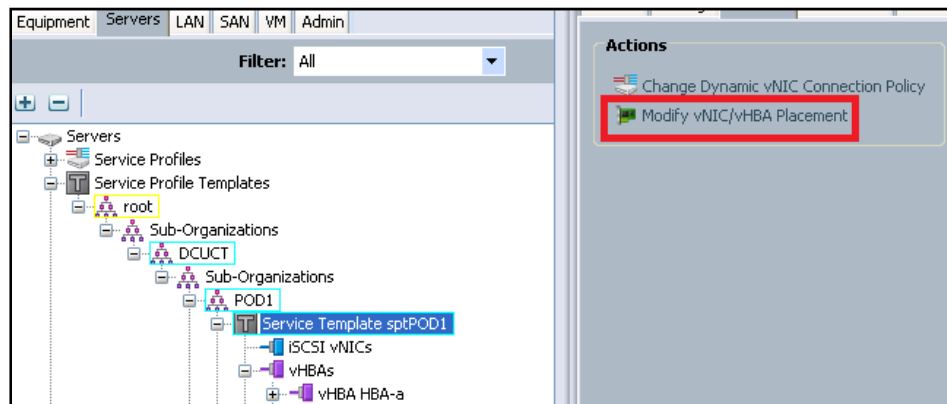 Equipment Servers LAN SAN VM Admin
Filter: All
Servers
Service Profiles
Service Profile Templates
root
Sub-Organizations
DCUCT
Sub-Organizations
POD1
Service Template sptPOD1
iSCSI vNICs
vHBAs
vHBA HBA-a
Actions
Change Dynamic vNIC Connection Policy
Modify vNIC/vHBA Placement